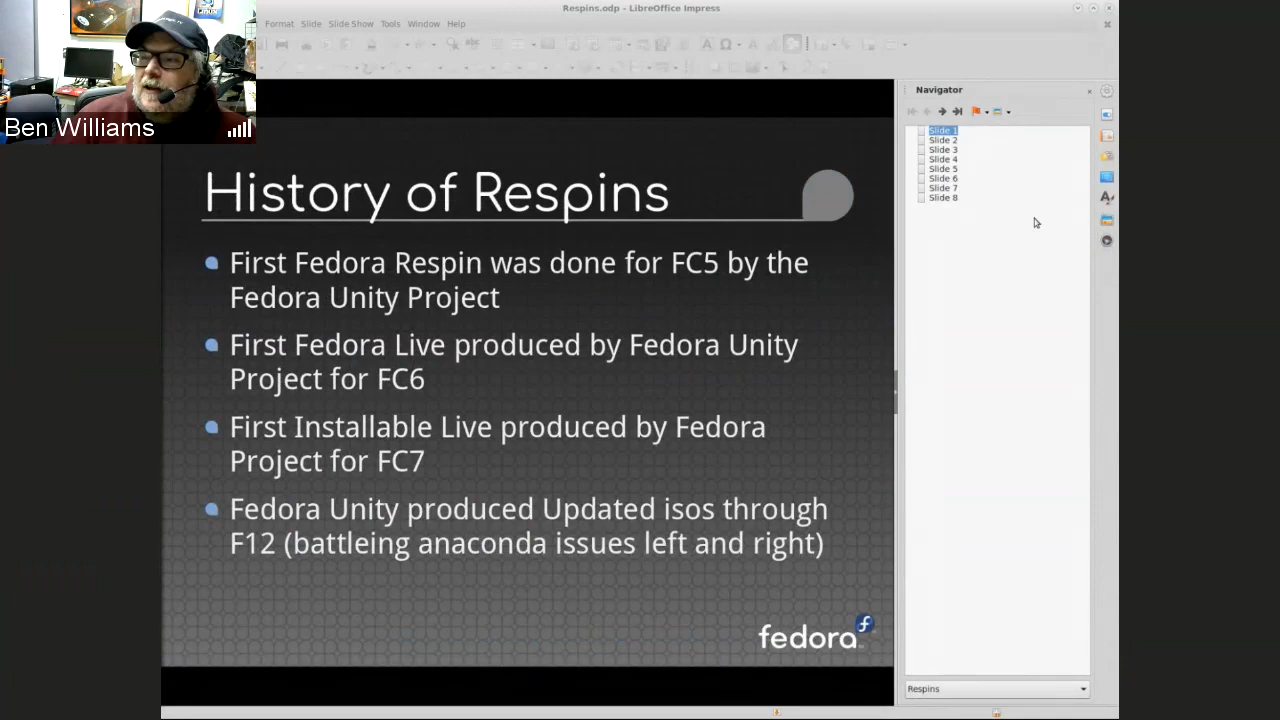 Respins.odp - LibreOffice Impress
Format Slide Slide Show Tools Window Help
Ben Williams
Navigator
Slide 1
Slide 2
Slide 3
Slide 4
Slide 5
Slide 6
Slide 7
Slide 8
History of Respins
First Fedora Respin was done for FC5 by the
Fedora Unity Project
First Fedora Live produced by Fedora Unity
Project for FC6
First Installable Live produced by Fedora
Project for FC7
Fedora Unity produced Updated isos through
F12 (battleing anaconda issues left and right)
fedora
Respins